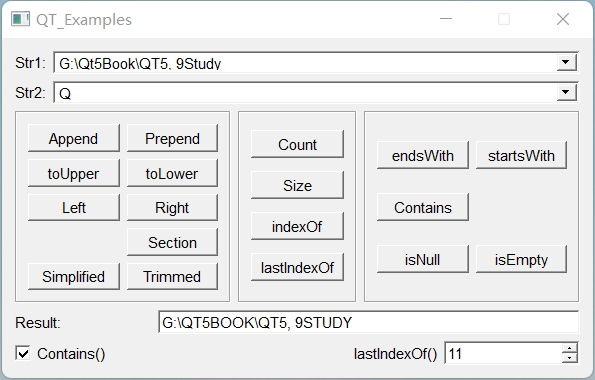 QT_Examples
Str1: G:\Qt5Book\QT5, 9Study
Str2: Q
Append Prepend
toUpper toLower
Left Right
Section
Simplified Trimmed
Count
Size
indexOf
lastIndexOf
endsWith startsWith
Contains
isNull isEmpty
Result: G:\QT5BOOK\QT5, 9STUDY
Contains() lastIndexOf() 11